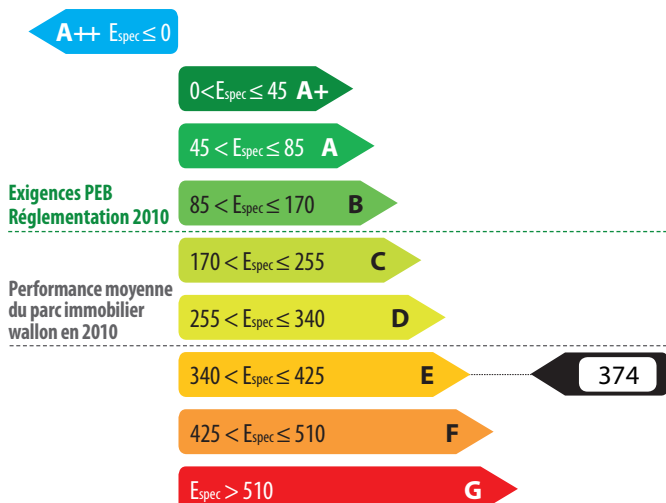 A++ Espec ≤ 0
0<Espec ≤ 45 A+
45 < Espec ≤ 85 A
Exigences PEB
Réglementation 2010
85 < Espec ≤ 170 B
170 < Espec ≤ 255 C
Performance moyenne
du parc immobilier
wallon en 2010
255 < Espec ≤ 340 D
340 < Espec ≤ 425 E 374
425 < Espec ≤ 510 F
Espec > 510 G